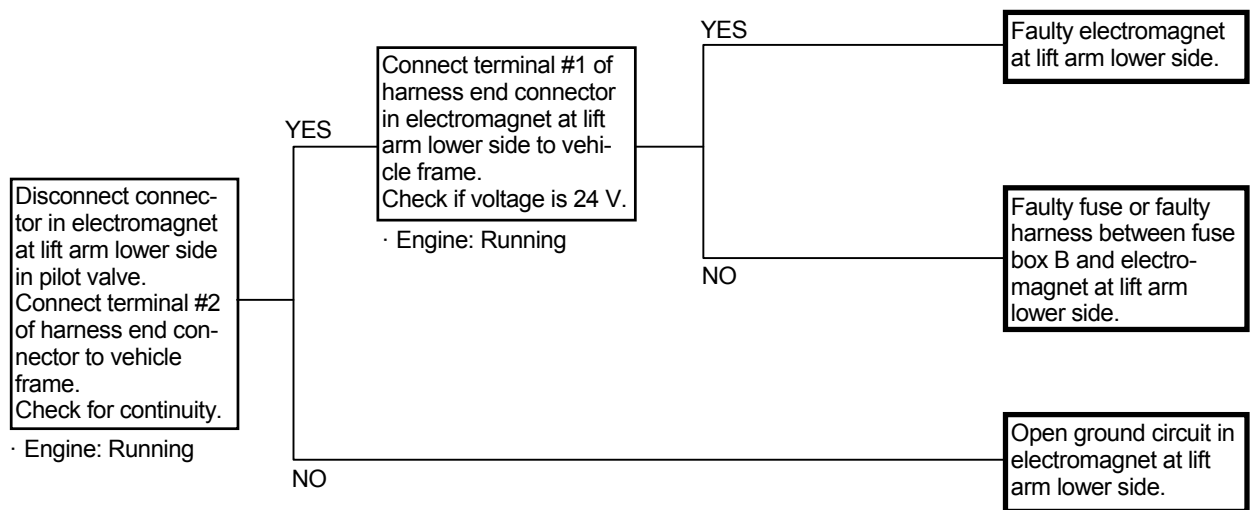 Disconnect connec-
tor in electromagnet
at lift arm lower side
in pilot valve.
Connect terminal #2
of harness end con-
nector to vehicle
frame.
Check for continuity.
· Engine: Running
YES
Connect terminal #1 of
harness end connector
in electromagnet at lift
arm lower side to vehi-
cle frame.
Check if voltage is 24 V.
· Engine: Running
YES
Faulty electromagnet
at lift arm lower side.
NO
Faulty fuse or faulty
harness between fuse
box B and electro-
magnet at lift arm
lower side.
NO
Open ground circuit in
electromagnet at lift
arm lower side.